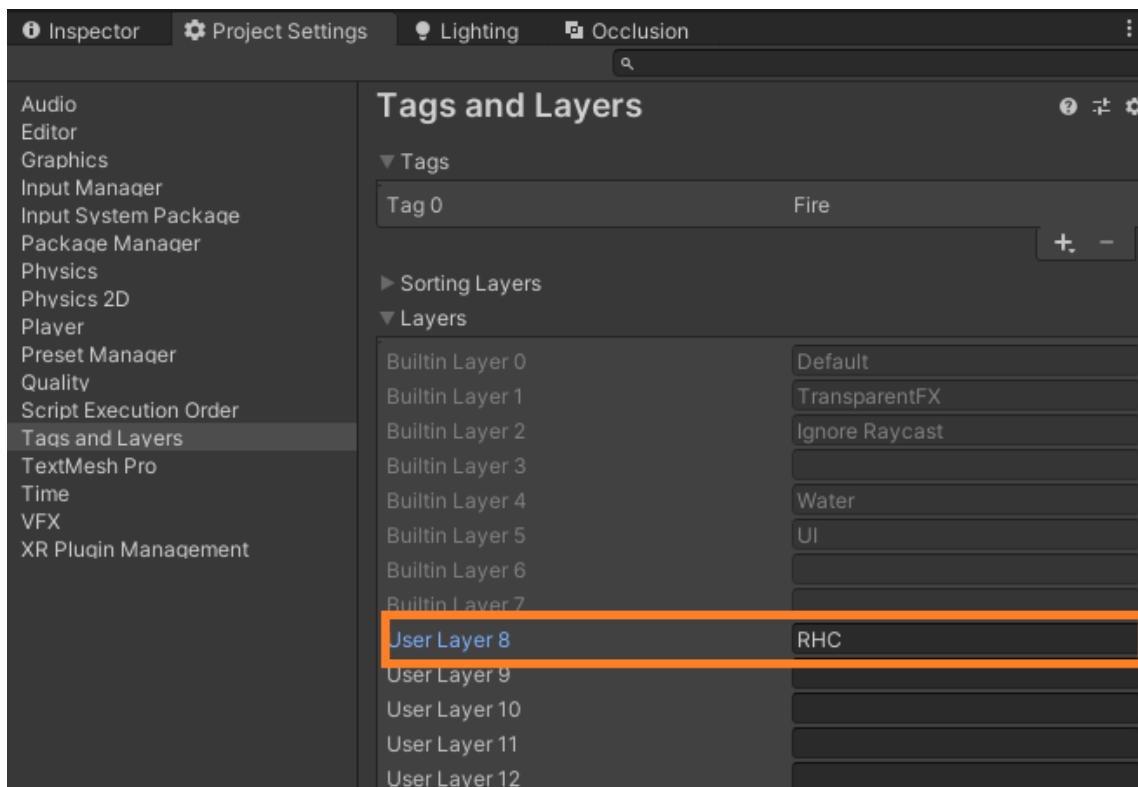 Inspector Project Settings Lighting Occlusion
Tags and Layers
Audio
Editor
Graphics
Input Manager
Input System Package
Package Manager
Physics
Physics 2D
Player
Preset Manager
Quality
Script Execution Order
Tags and Layers
TextMesh Pro
Time
VFX
XR Plugin Management
Tags
Tag 0 Fire
Sorting Layers
Layers
Builtin Layer 0 Default
Builtin Layer 1 TransparentFX
Builtin Layer 2 Ignore Raycast
Builtin Layer 3
Builtin Layer 4 Water
Builtin Layer 5 UI
Builtin Layer 6
Builtin Layer 7
User Layer 8 RHC
User Layer 9
User Layer 10
User Layer 11
User Layer 12